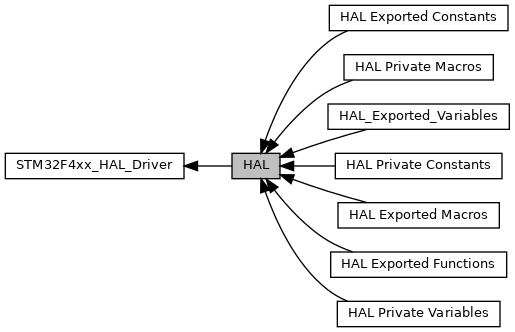 HAL Exported Constants
HAL Private Macros
HAL_Exported_Variables
STM32F4xx_HAL_Driver
HAL
HAL Private Constants
HAL Exported Macros
HAL Exported Functions
HAL Private Variables